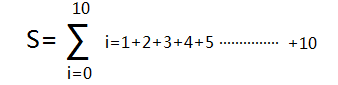 10
S= ∑ i=1+2+3+4+5 ............... +10
i=0